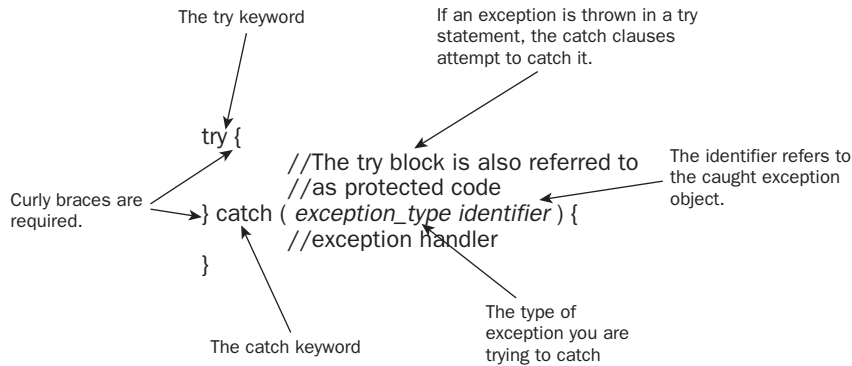 The try keyword
If an exception is thrown in a try
statement, the catch clauses
attempt to catch it.
try {
//The try block is also referred to
//as protected code
The identifier refers to
the caught exception
object.
Curly braces are
required.
} catch ( exception_type identifier ) {
//exception handler
}
The type of
exception you are
trying to catch
The catch keyword